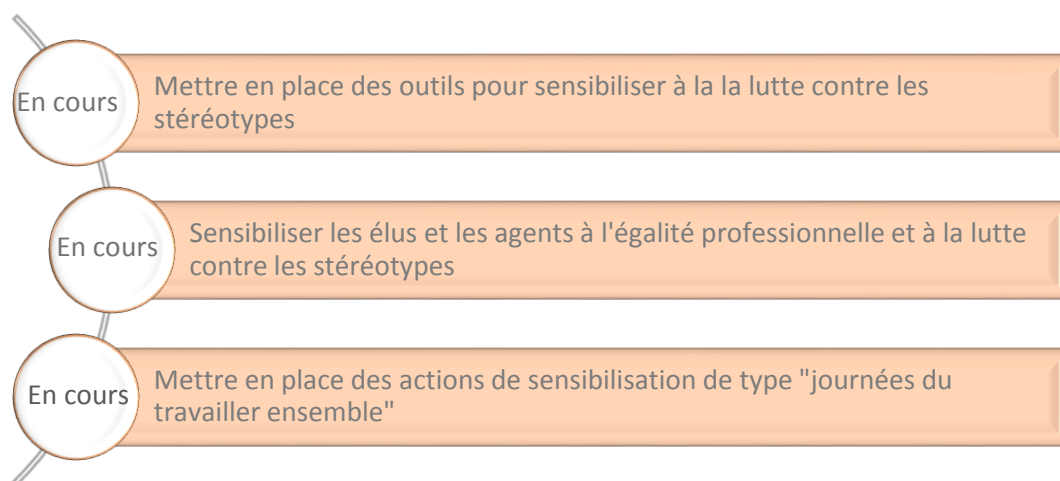 En cours
Mettre en place des outils pour sensibiliser à la la lutte contre les
stéréotypes
En cours
Sensibiliser les élus et les agents à l'égalité professionnelle et à la lutte
contre les stéréotypes
En cours
Mettre en place des actions de sensibilisation de type "journées du
travailler ensemble"